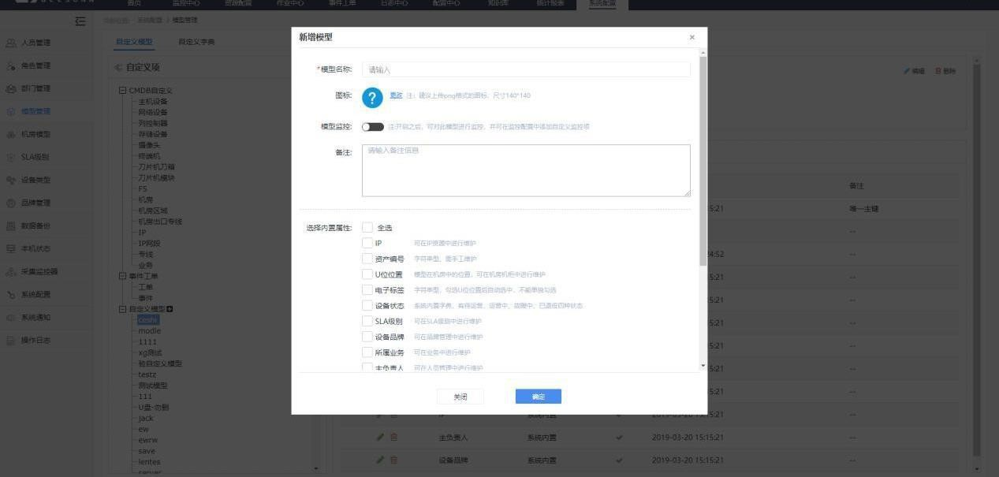 首页 监控中心 资源配置 作业中心 事件工单 日志中心 配置中心 知识库 统计报表 系统配置
当前位置: 系统配置 > 模型管理
人员管理
角色管理
部门管理
模型管理
机房模型
SLA级别
设备类型
品牌管理
数据备份
本机状态
采集监控器
系统配置
系统通知
操作日志
自定义模型 自定义字典
自定义项
CMDB自定义
主机设备
网络设备
列控制器
存储设备
摄像头
终端机
刀片机刀箱
刀片机模块
F5
机房
机房区域
机房出口专线
IP
IP网段
专线
业务
事件工单
工单
事件
自定义模型
ceshi
modle
1111
xg测试
验自定义模型
testz
测试模型
111
U盘-勿删
jack
ew
ewrw
save
lentes
server
新增模型 ×
*模型名称: 请输入
图标: ? 更改 注：建议上传png格式的图标，尺寸140*140
模型监控: 注:开启之后，可对此模型进行监控，并可在监控配置中添加自定义监控项
备注: 请输入备注信息
选择内置属性: 全选
IP 可在IP资源中进行维护
资产编号 字符串型，需手工维护
U位位置 模型在机房中的位置，可在机房机柜中进行维护
电子标签 字符串型，勾选U位位置后自动选中，不能单独勾选
设备状态 系统内置字典，有待运营、运营中、故障中、已退役四种状态
SLA级别 可在SLA级别中进行维护
设备品牌 可在品牌管理中进行维护
所属业务 可在业务中进行维护
主负责人 可在人员管理中进行维护
关闭 确定
编辑 删除
备注
15:21 唯一主键
15:21 --
24:52 --
15:21 --
15:21 --
15:21 --
15:21 --
15:21 --
15:21 --
IP 系统内置 2019-03-20 15:15:21 --
主负责人 系统内置 2019-03-20 15:15:21 --
设备品牌 系统内置 2019-03-20 15:15:21 --